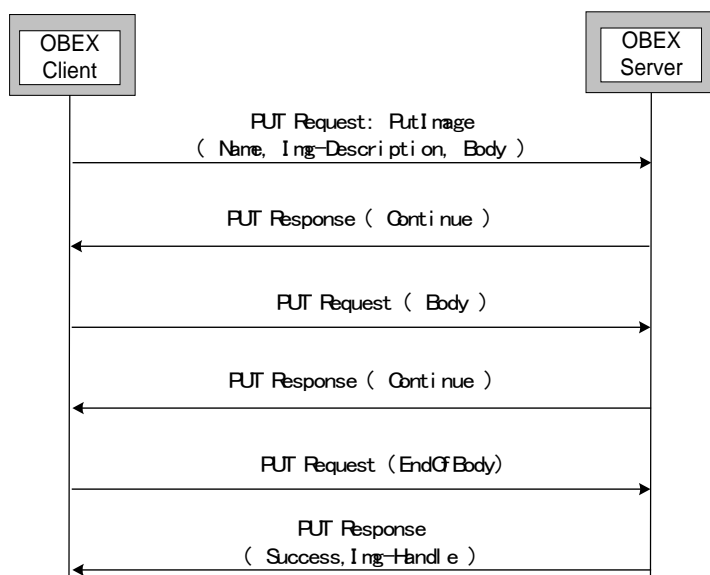 OBEX
Client
OBEX
Server
PUT Request: PutImage
( Name, Img-Description, Body )
PUT Response ( Continue )
PUT Request ( Body )
PUT Response ( Continue )
PUT Request (EndOfBody)
PUT Response
( Success,Img-Handle )